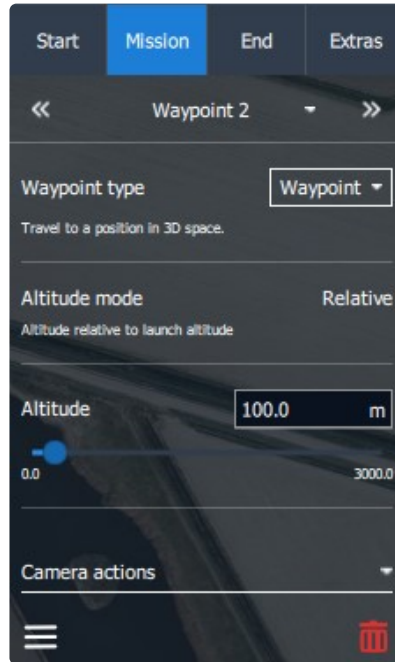 Start Mission End Extras
« Waypoint 2 »
Waypoint type Waypoint
Travel to a position in 3D space.
Altitude mode Relative
Altitude relative to launch altitude
Altitude 100.0 m
0.0 3000.0
Camera actions